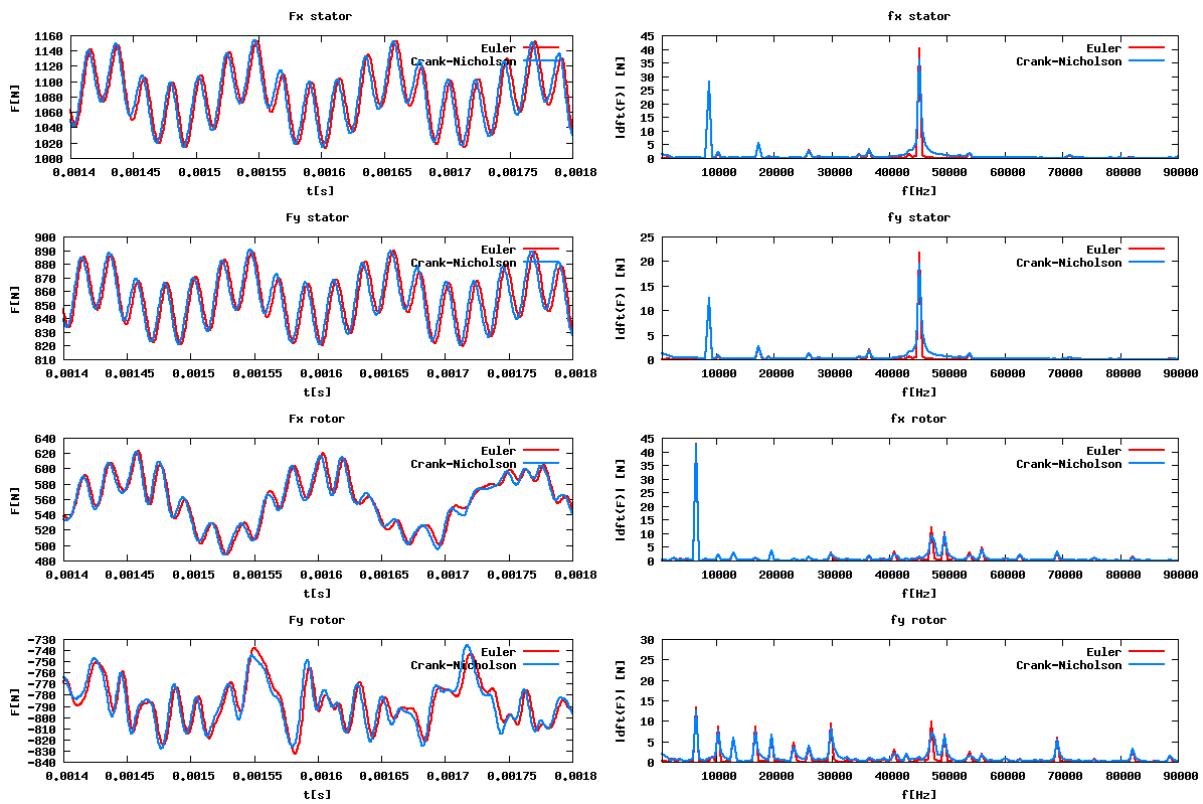 Fx stator
F[N]
1160
1140
1120
1100
1080
1060
1040
1020
1000
Euler
Crank-Nicholson
0.0014 0.00145 0.0015 0.00155 0.0016 0.00165 0.0017 0.00175 0.0018
t[s]
fx stator
|dft(F)| [N]
45
40
35
30
25
20
15
10
5
0
Euler
Crank-Nicholson
10000 20000 30000 40000 50000 60000 70000 80000 90000
f[Hz]
Fy stator
F[N]
900
890
880
870
860
850
840
830
820
810
Euler
Crank-Nicholson
0.0014 0.00145 0.0015 0.00155 0.0016 0.00165 0.0017 0.00175 0.0018
t[s]
fy stator
|dft(F)| [N]
25
20
15
10
5
0
Euler
Crank-Nicholson
10000 20000 30000 40000 50000 60000 70000 80000 90000
f[Hz]
Fx rotor
F[N]
640
620
600
580
560
540
520
500
480
Euler
Crank-Nicholson
0.0014 0.00145 0.0015 0.00155 0.0016 0.00165 0.0017 0.00175 0.0018
t[s]
fx rotor
|dft(F)| [N]
45
40
35
30
25
20
15
10
5
0
Euler
Crank-Nicholson
10000 20000 30000 40000 50000 60000 70000 80000 90000
f[Hz]
Fy rotor
F[N]
-730
-740
-750
-760
-770
-780
-790
-800
-810
-820
-830
-840
Euler
Crank-Nicholson
0.0014 0.00145 0.0015 0.00155 0.0016 0.00165 0.0017 0.00175 0.0018
t[s]
fy rotor
|dft(F)| [N]
30
25
20
15
10
5
0
Euler
Crank-Nicholson
10000 20000 30000 40000 50000 60000 70000 80000 90000
f[Hz]